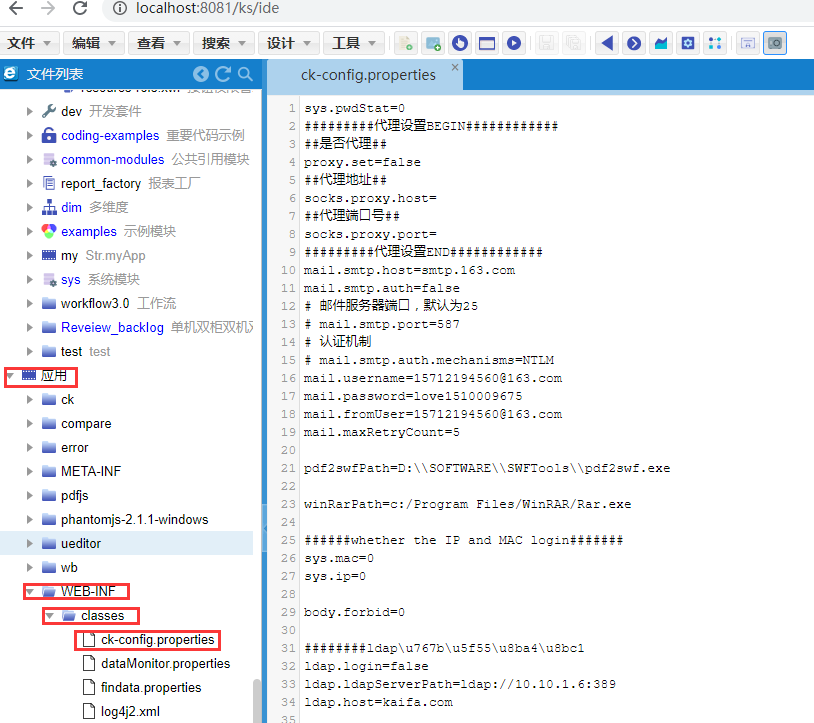 localhost:8081/ks/ide
文件 编辑 查看 搜索 设计 工具
文件列表
ck-config.properties ×
dev 开发套件
coding-examples 重要代码示例
common-modules 公共引用模块
report_factory 报表工厂
dim 多维度
examples 示例模块
my Str.myApp
sys 系统模块
workflow3.0 工作流
Reveiew_backlog 单机双柜双机
test test
应用
ck
compare
error
META-INF
pdfjs
phantomjs-2.1.1-windows
ueditor
wb
WEB-INF
classes
ck-config.properties
dataMonitor.properties
findata.properties
log4j2.xml
1 sys.pwdStat=0
2 #########代理设置BEGIN############
3 ##是否代理##
4 proxy.set=false
5 ##代理地址##
6 socks.proxy.host=
7 ##代理端口号##
8 socks.proxy.port=
9 #########代理设置END############
10 mail.smtp.host=smtp.163.com
11 mail.smtp.auth=false
12 # 邮件服务器端口，默认为25
13 # mail.smtp.port=587
14 # 认证机制
15 # mail.smtp.auth.mechanisms=NTLM
16 mail.username=15712194560@163.com
17 mail.password=love1510009675
18 mail.fromUser=15712194560@163.com
19 mail.maxRetryCount=5
20
21 pdf2swfPath=D:\\SOFTWARE\\SWFTools\\pdf2swf.exe
22
23 winRarPath=c:/Program Files/WinRAR/Rar.exe
24
25 ######whether the IP and MAC login#######
26 sys.mac=0
27 sys.ip=0
28
29 body.forbid=0
30
31 ########ldap\u767b\u5f55\u8ba4\u8bc1
32 ldap.login=false
33 ldap.ldapServerPath=ldap://10.10.1.6:389
34 ldap.host=kaifa.com
35